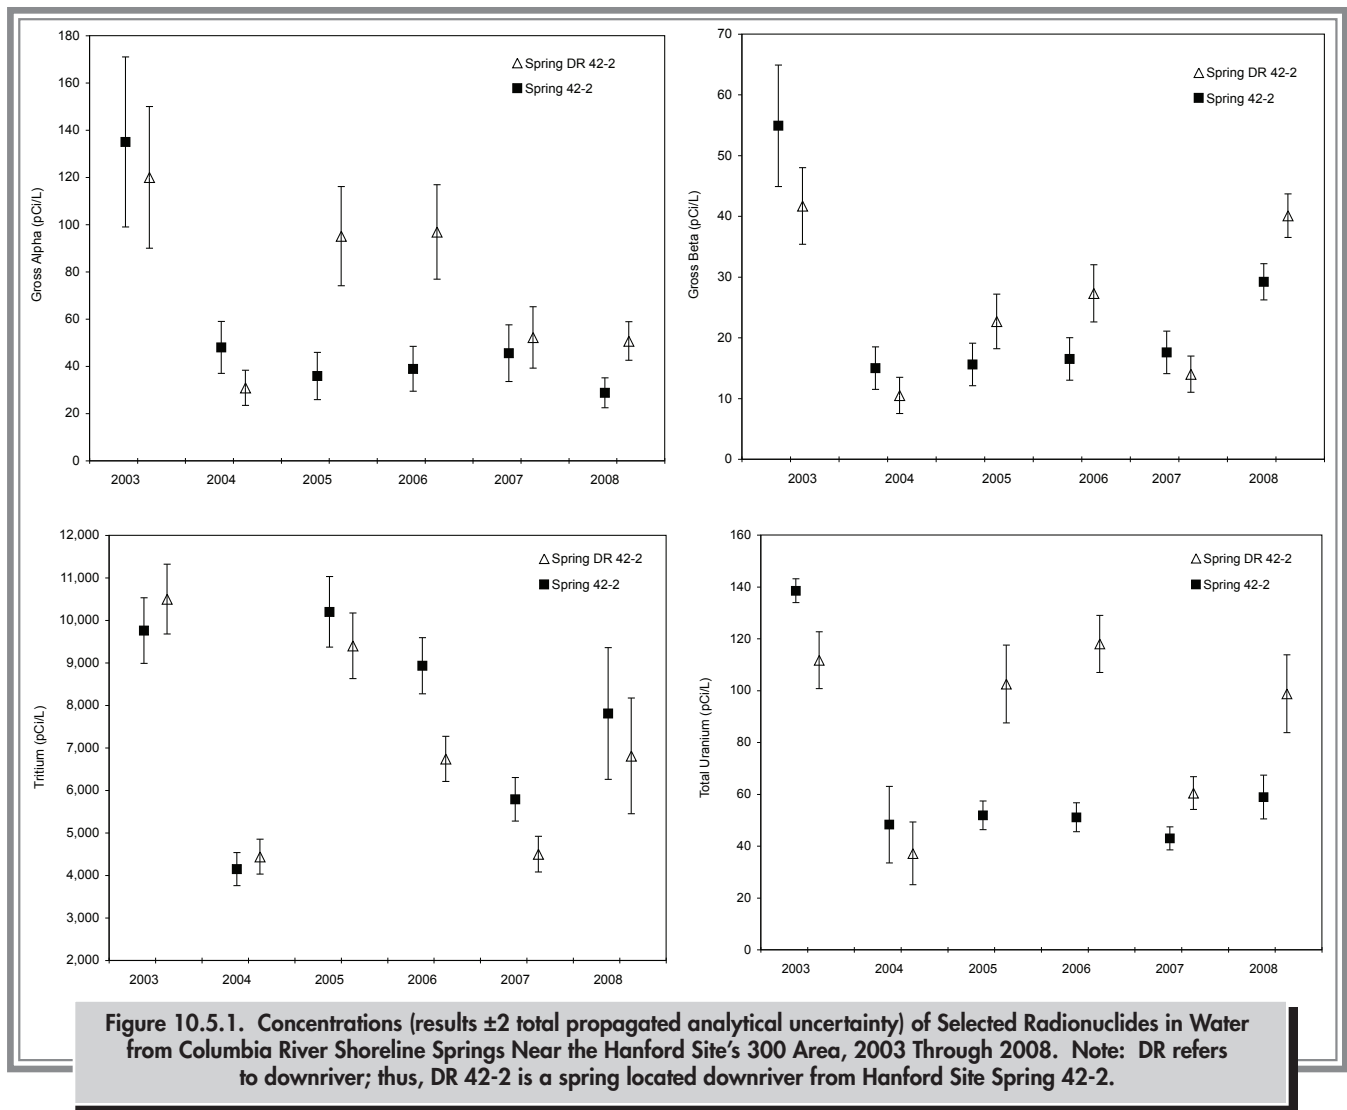 180
160
140
120
100
80
60
40
20
0
Gross Alpha (pCi/L)
Spring DR 42-2
Spring 42-2
2003 2004 2005 2006 2007 2008
70
60
50
40
30
20
10
0
Gross Beta (pCi/L)
Spring DR 42-2
Spring 42-2
2003 2004 2005 2006 2007 2008
12,000
11,000
10,000
9,000
8,000
7,000
6,000
5,000
4,000
3,000
2,000
Tritium (pCi/L)
Spring DR 42-2
Spring 42-2
2003 2004 2005 2006 2007 2008
160
140
120
100
80
60
40
20
0
Total Uranium (pCi/L)
Spring DR 42-2
Spring 42-2
2003 2004 2005 2006 2007 2008
Figure 10.5.1. Concentrations (results ±2 total propagated analytical uncertainty) of Selected Radionuclides in Water
from Columbia River Shoreline Springs Near the Hanford Site's 300 Area, 2003 Through 2008. Note: DR refers
to downriver; thus, DR 42-2 is a spring located downriver from Hanford Site Spring 42-2.